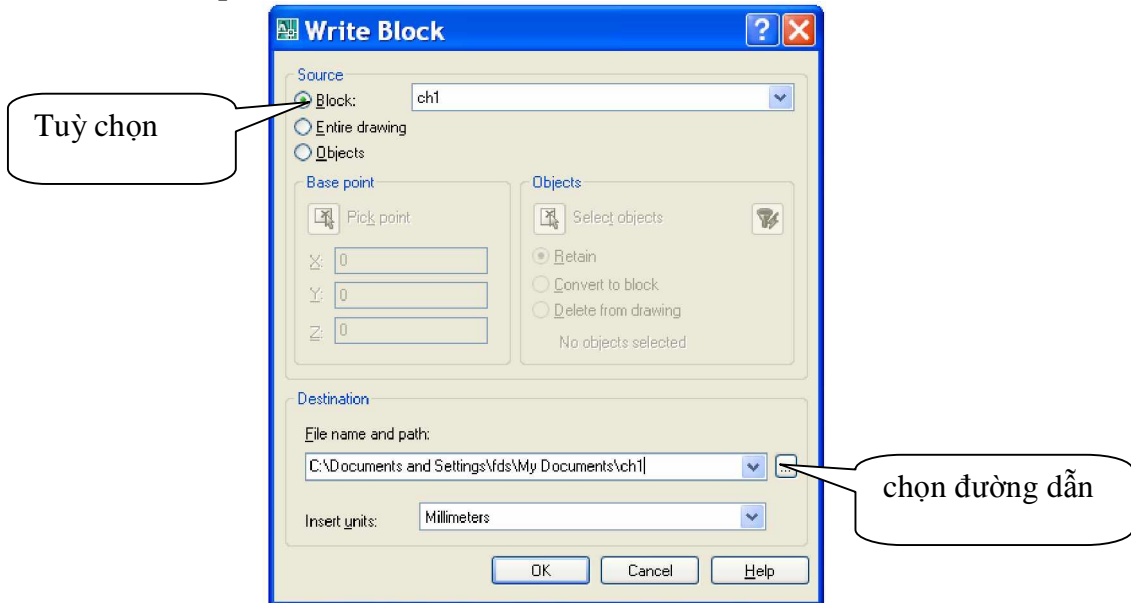 Write Block
Source
Block:
ch1
Tuỳ chọn
Entire drawing
Objects
Base point
Pick point
X: 0
Y: 0
Z: 0
Objects
Select objects
Retain
Convert to block
Delete from drawing
No objects selected
Destination
File name and path:
C:\Documents and Settings\fds\My Documents\ch1
...
chọn đường dẫn
Insert units:
Millimeters
OK
Cancel
Help